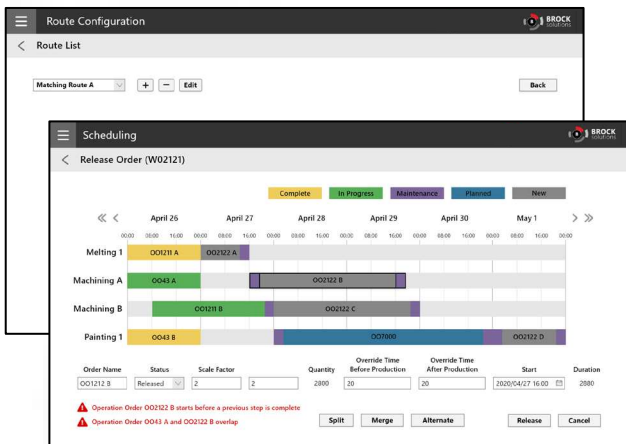 Route Configuration
BROCK
solutions
Route List
Matching Route A
+ − Edit
Back
Scheduling
BROCK
solutions
Release Order (W02121)
Complete In Progress Maintenance Planned New
April 26 April 27 April 28 April 29 April 30 May 1
00:00 08:00 16:00 00:00 08:00 16:00 00:00 08:00 16:00 00:00 08:00 16:00 00:00 08:00 16:00 00:00 08:00 16:00 00:00
Melting 1 OO1211 A OO2122 A
Machining A OO43 A OO2122 B
Machining B OO1211 B OO2122 C
Painting 1 OO43 B OO7000 OO2122 D
Order Name Status Scale Factor Quantity Override Time Before Production Override Time After Production Start Duration
OO1212 B Released 2 2 2800 20 20 2020/04/27 16:00 2880
Operation Order OO2122 B starts before a previous step is complete
Operation Order OO43 A and OO2122 B overlap
Split Merge Alternate Release Cancel